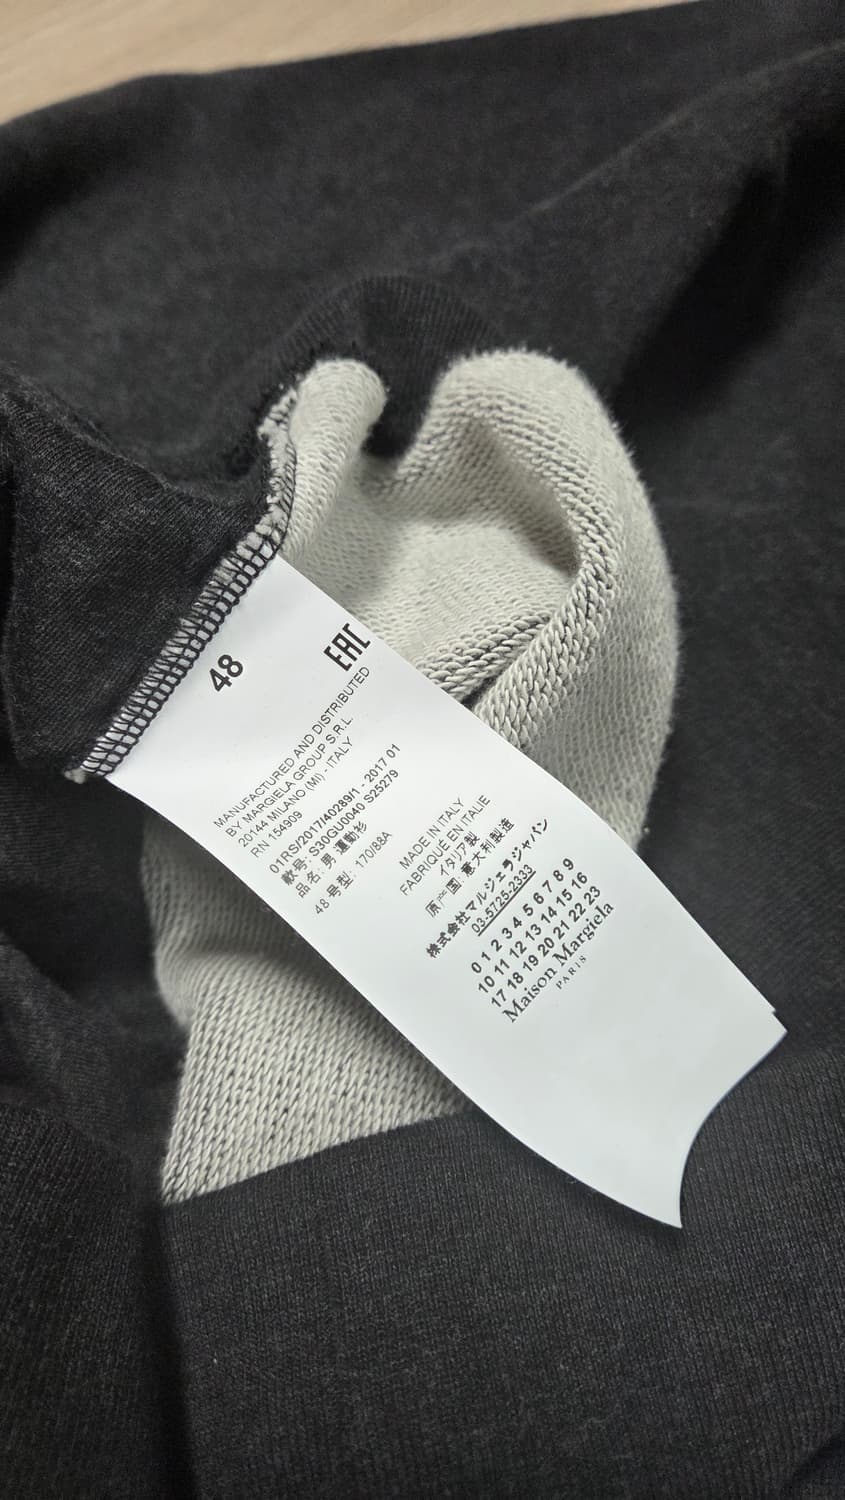 48
EAC
MANUFACTURED AND DISTRIBUTED
BY MARGIELA GROUP S.R.L.
20144 MILANO (MI) - ITALY
RN 154909
01RS/2017/40289/1 - 2017 01
款号: S30GU0040 S25279
品名: 男 運動衫
48 号型: 170/88A
MADE IN ITALY
FABRIQUÉ EN ITALIE
イタリア製
原产国: 意大利製造
株式会社マルジェラジャパン
03-5725-2333
0 1 2 3 4 5 6 7 8 9
10 11 12 13 14 15 16
17 18 19 20 21 22 23
Maison Margiela
PARIS